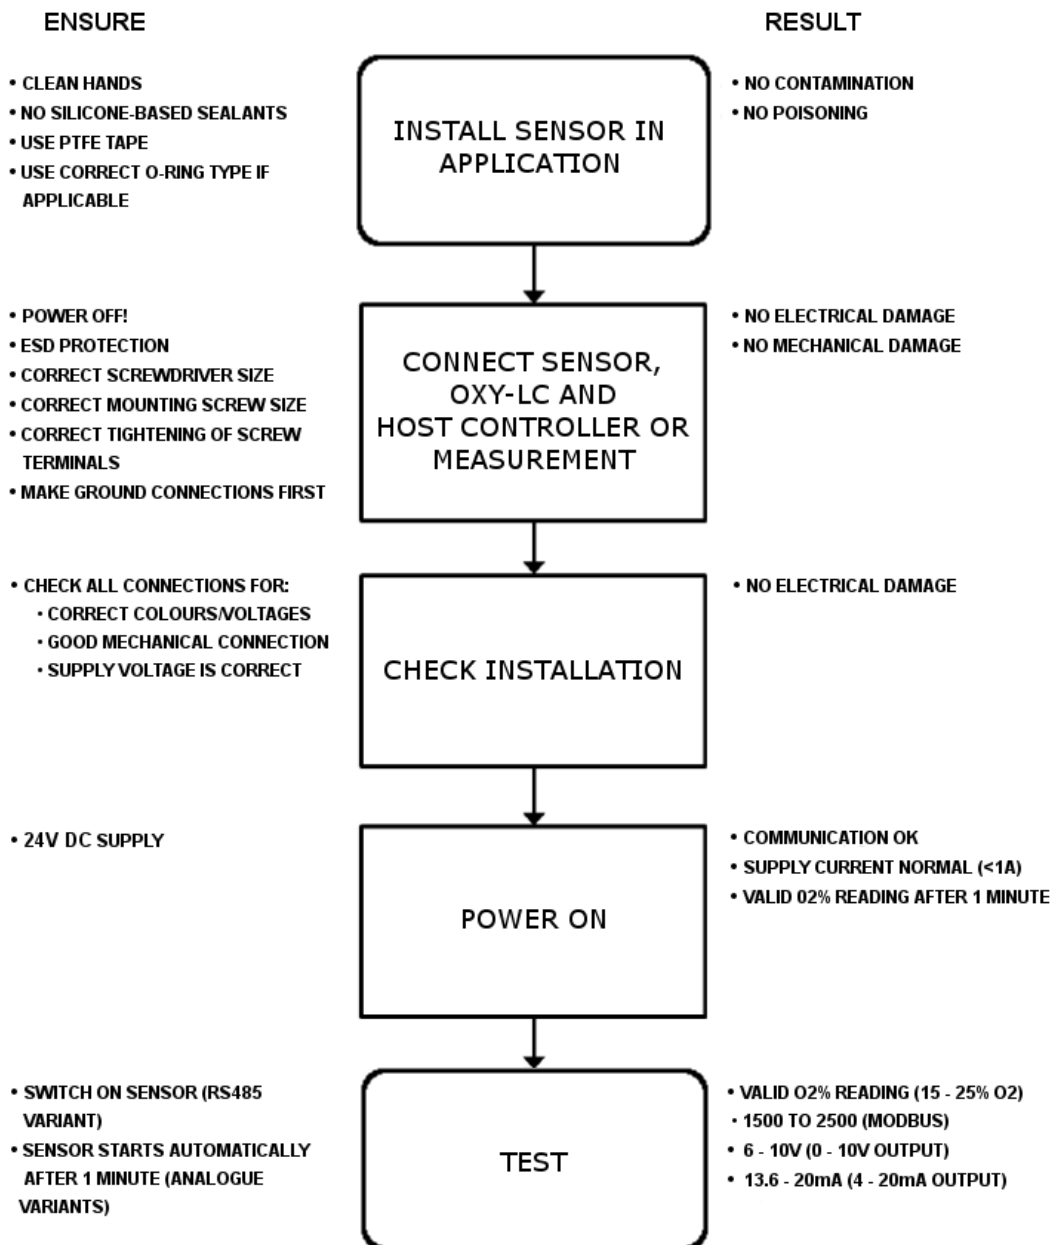 ENSURE
RESULT
• CLEAN HANDS
• NO SILICONE-BASED SEALANTS
• USE PTFE TAPE
• USE CORRECT O-RING TYPE IF
APPLICABLE
INSTALL SENSOR IN
APPLICATION
• NO CONTAMINATION
• NO POISONING
• POWER OFF!
• ESD PROTECTION
• CORRECT SCREWDRIVER SIZE
• CORRECT MOUNTING SCREW SIZE
• CORRECT TIGHTENING OF SCREW
TERMINALS
• MAKE GROUND CONNECTIONS FIRST
CONNECT SENSOR,
OXY-LC AND
HOST CONTROLLER OR
MEASUREMENT
• NO ELECTRICAL DAMAGE
• NO MECHANICAL DAMAGE
• CHECK ALL CONNECTIONS FOR:
• CORRECT COLOURS/VOLTAGES
• GOOD MECHANICAL CONNECTION
• SUPPLY VOLTAGE IS CORRECT
CHECK INSTALLATION
• NO ELECTRICAL DAMAGE
• 24V DC SUPPLY
POWER ON
• COMMUNICATION OK
• SUPPLY CURRENT NORMAL (<1A)
• VALID 02% READING AFTER 1 MINUTE
• SWITCH ON SENSOR (RS485
VARIANT)
• SENSOR STARTS AUTOMATICALLY
AFTER 1 MINUTE (ANALOGUE
VARIANTS)
TEST
• VALID O2% READING (15 - 25% O2)
• 1500 TO 2500 (MODBUS)
• 6 - 10V (0 - 10V OUTPUT)
• 13.6 - 20mA (4 - 20mA OUTPUT)